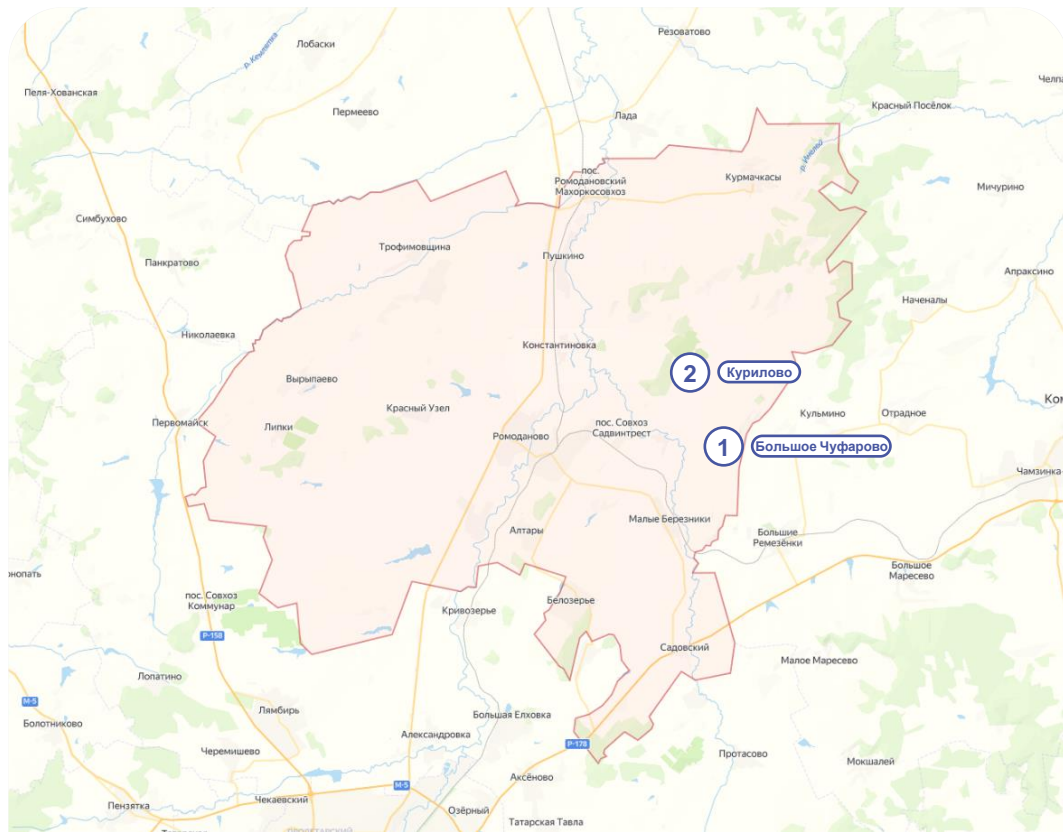 Резоватово
Лобаски
р. Кемлятка
Пеля-Хованская
Челпа
Красный Посёлок
Пермеево
Лада
р. Инелей
пос.
Ромодановский
Махоркосовхоз
Курмачкасы
Мичурино
Симбухово
Трофимовщина
Пушкино
Панкратово
Апраксино
Наченалы
Николаевка
Константиновка
2
Курилово
Вырыпаево
Ком
Красный Узел
Кульмино
Отрадное
Первомайск
Липки
пос. Совхоз
Садвинтрест
Ромоданово
1
Большое Чуфарово
Чамзинка
Малые Березники
Алтары
Большие
Ремезёнки
Большое
Маресево
онопать
пос. Совхоз
Коммунар
Белозерье
Кривозерье
Р-158
Садовский
Малое Маресево
Лопатино
М-5
Лямбирь
Большая Елховка
Болотниково
Александровка
Р-178
Черемишево
Протасово
Мокшалей
Аксёново
М-5
Чекаевский
Пензятка
Озёрный
Татарская Тавла